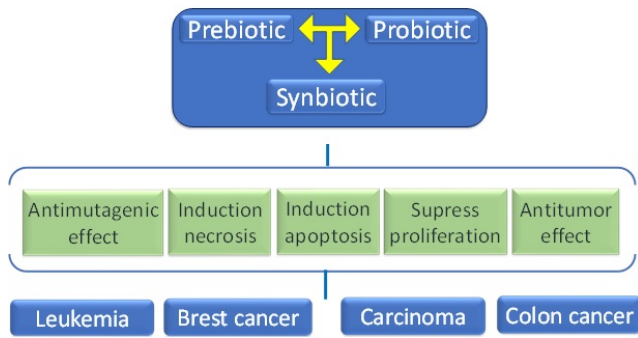 Prebiotic
Probiotic
Synbiotic
Antimutagenic
effect
Induction
necrosis
Induction
apoptosis
Supress
proliferation
Antitumor
effect
Leukemia
Brest cancer
Carcinoma
Colon cancer